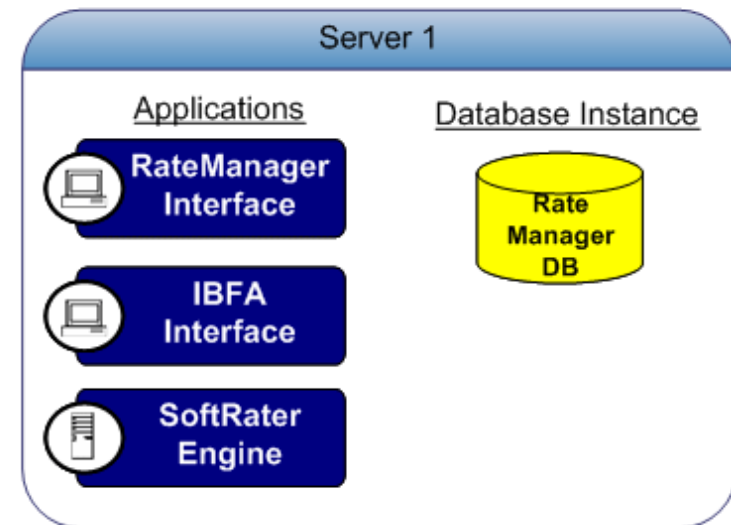 Server 1
Applications
RateManager
Interface
IBFA
Interface
SoftRater
Engine
Database Instance
Rate
Manager
DB